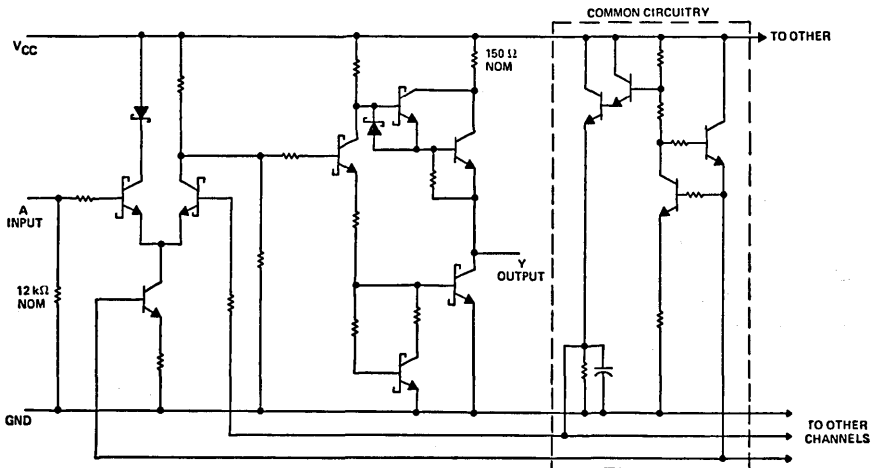 COMMON CIRCUITRY
VCC
TO OTHER
150 Ω
NOM
A
INPUT
Y
OUTPUT
12 kΩ
NOM
GND
TO OTHER
CHANNELS